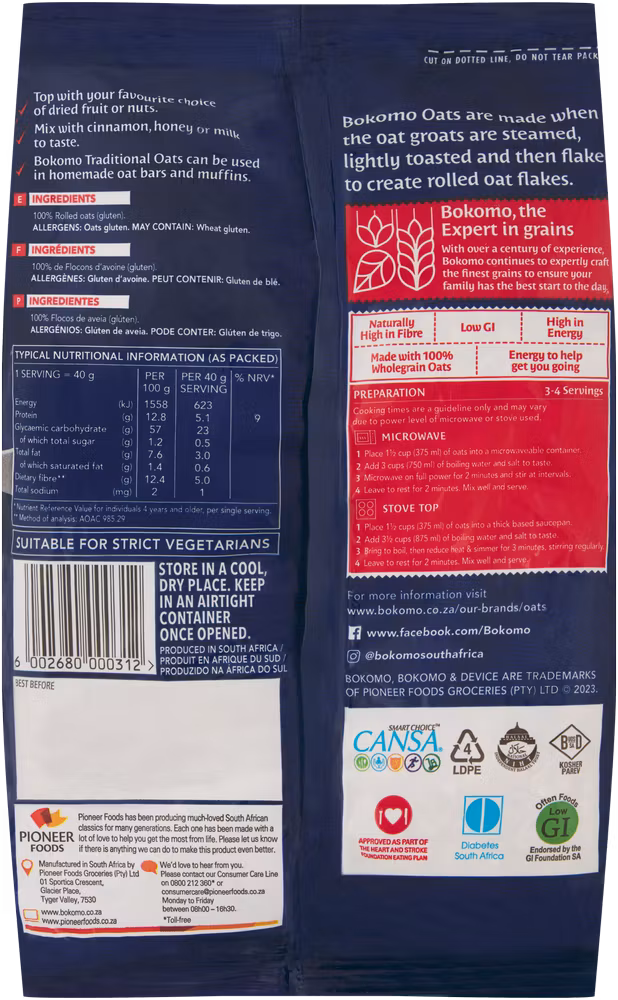 Top with your favourite choice
of dried fruit or nuts.
Mix with cinnamon, honey or milk
to taste.
Bokomo Traditional Oats can be used
in homemade oat bars and muffins.
E INGREDIENTS
100% Rolled oats (gluten).
ALLERGENS: Oats gluten. MAY CONTAIN: Wheat gluten.
F INGRÉDIENTS
100% de Flocons d'avoine (gluten).
ALLERGÈNES: Gluten d'avoine. PEUT CONTENIR: Gluten de blé.
P INGREDIENTES
100% Flocos de aveia (glúten).
ALERGÉNIOS: Glúten de aveia. PODE CONTER: Glúten de trigo.
TYPICAL NUTRITIONAL INFORMATION (AS PACKED)
1 SERVING = 40 g PER 100 g PER 40 g SERVING % NRV*
Energy (kJ) 1558 623
Protein (g) 12.8 5.1 9
Glycaemic carbohydrate (g) 57 23
of which total sugar (g) 1.2 0.5
Total fat (g) 7.6 3.0
of which saturated fat (g) 1.4 0.6
Dietary fibre** (g) 12.4 5.0
Total sodium (mg) 2 1
*Nutrient Reference Value for individuals 4 years and older, per single serving.
**Method of analysis: AOAC 985.29
SUITABLE FOR STRICT VEGETARIANS
6 002680 000312 >
STORE IN A COOL,
DRY PLACE. KEEP
IN AN AIRTIGHT
CONTAINER
ONCE OPENED.
PRODUCED IN SOUTH AFRICA /
PRODUIT EN AFRIQUE DU SUD /
PRODUZIDO NA ÁFRICA DO SUL
BEST BEFORE
PIONEER
FOODS
Pioneer Foods has been producing much-loved South African
classics for many generations. Each one has been made with a
lot of love to help you get the most from life. Please let us know
if there is anything we can do to make this product even better.
Manufactured in South Africa by
Pioneer Foods Groceries (Pty) Ltd
01 Sportica Crescent,
Glacier Place,
Tyger Valley, 7530
www.bokomo.co.za
www.pioneerfoods.co.za
We'd love to hear from you.
Please contact our Consumer Care Line
on 0800 212 360* or
consumercare@pioneerfoods.co.za
Monday to Friday
between 08h00 – 16h30.
*Toll-free
CUT ON DOTTED LINE, DO NOT TEAR PACK
Bokomo Oats are made when
the oat groats are steamed,
lightly toasted and then flake
to create rolled oat flakes.
Bokomo, the
Expert in grains
With over a century of experience,
Bokomo continues to expertly craft
the finest grains to ensure your
family has the best start to the day.
Naturally
High in Fibre
Low GI
High in
Energy
Made with 100%
Wholegrain Oats
Energy to help
get you going
PREPARATION 3-4 Servings
Cooking times are a guideline only and may vary
due to power level of microwave or stove used.
MICROWAVE
1 Place 1½ cup (375 ml) of oats into a microwaveable container.
2 Add 3 cups (750 ml) of boiling water and salt to taste.
3 Microwave on full power for 2 minutes and stir at intervals.
4 Leave to rest for 2 minutes. Mix well and serve.
STOVE TOP
1 Place 1½ cups (375 ml) of oats into a thick based saucepan.
2 Add 3½ cups (875 ml) of boiling water and salt to taste.
3 Bring to boil, then reduce heat & simmer for 3 minutes, stirring regularly.
4 Leave to rest for 2 minutes. Mix well and serve.
For more information visit
www.bokomo.co.za/our-brands/oats
www.facebook.com/Bokomo
@bokomosouthafrica
BOKOMO, BOKOMO & DEVICE ARE TRADEMARKS
OF PIONEER FOODS GROCERIES (PTY) LTD © 2023.
SMART CHOICE™
CANSA®
4
LDPE
B D
KOSHER
PAREV
APPROVED AS PART OF
THE HEART AND STROKE
FOUNDATION EATING PLAN
Diabetes
South Africa
Often Foods
Low
GI
Endorsed by the
GI Foundation SA